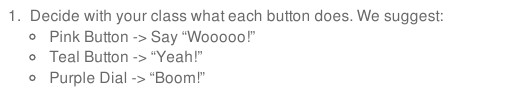 1. Decide with your class what each button does. We suggest:
○ Pink Button -> Say “Wooooo!”
○ Teal Button -> “Yeah!”
○ Purple Dial -> “Boom!”